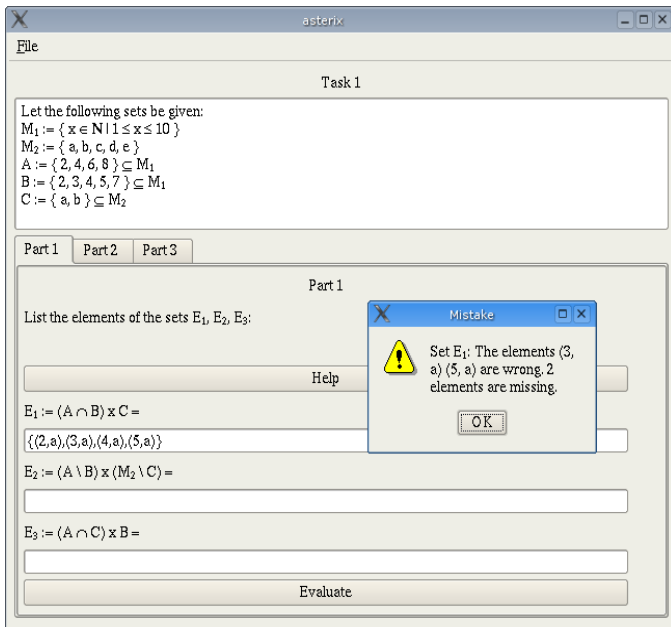 asterix
File
Task 1
Let the following sets be given:
M₁ := { x ∈ N | 1 ≤ x ≤ 10 }
M₂ := { a, b, c, d, e }
A := { 2, 4, 6, 8 } ⊆ M₁
B := { 2, 3, 4, 5, 7 } ⊆ M₁
C := { a, b } ⊆ M₂
Part 1 Part 2 Part 3
Part 1
List the elements of the sets E₁, E₂, E₃:
Help
E₁ := (A ∩ B) x C =
{(2,a),(3,a),(4,a),(5,a)}
E₂ := (A \ B) x (M₂ \ C) =
E₃ := (A ∩ C) x B =
Evaluate
Mistake
Set E₁: The elements (3,
a) (5, a) are wrong. 2
elements are missing.
OK